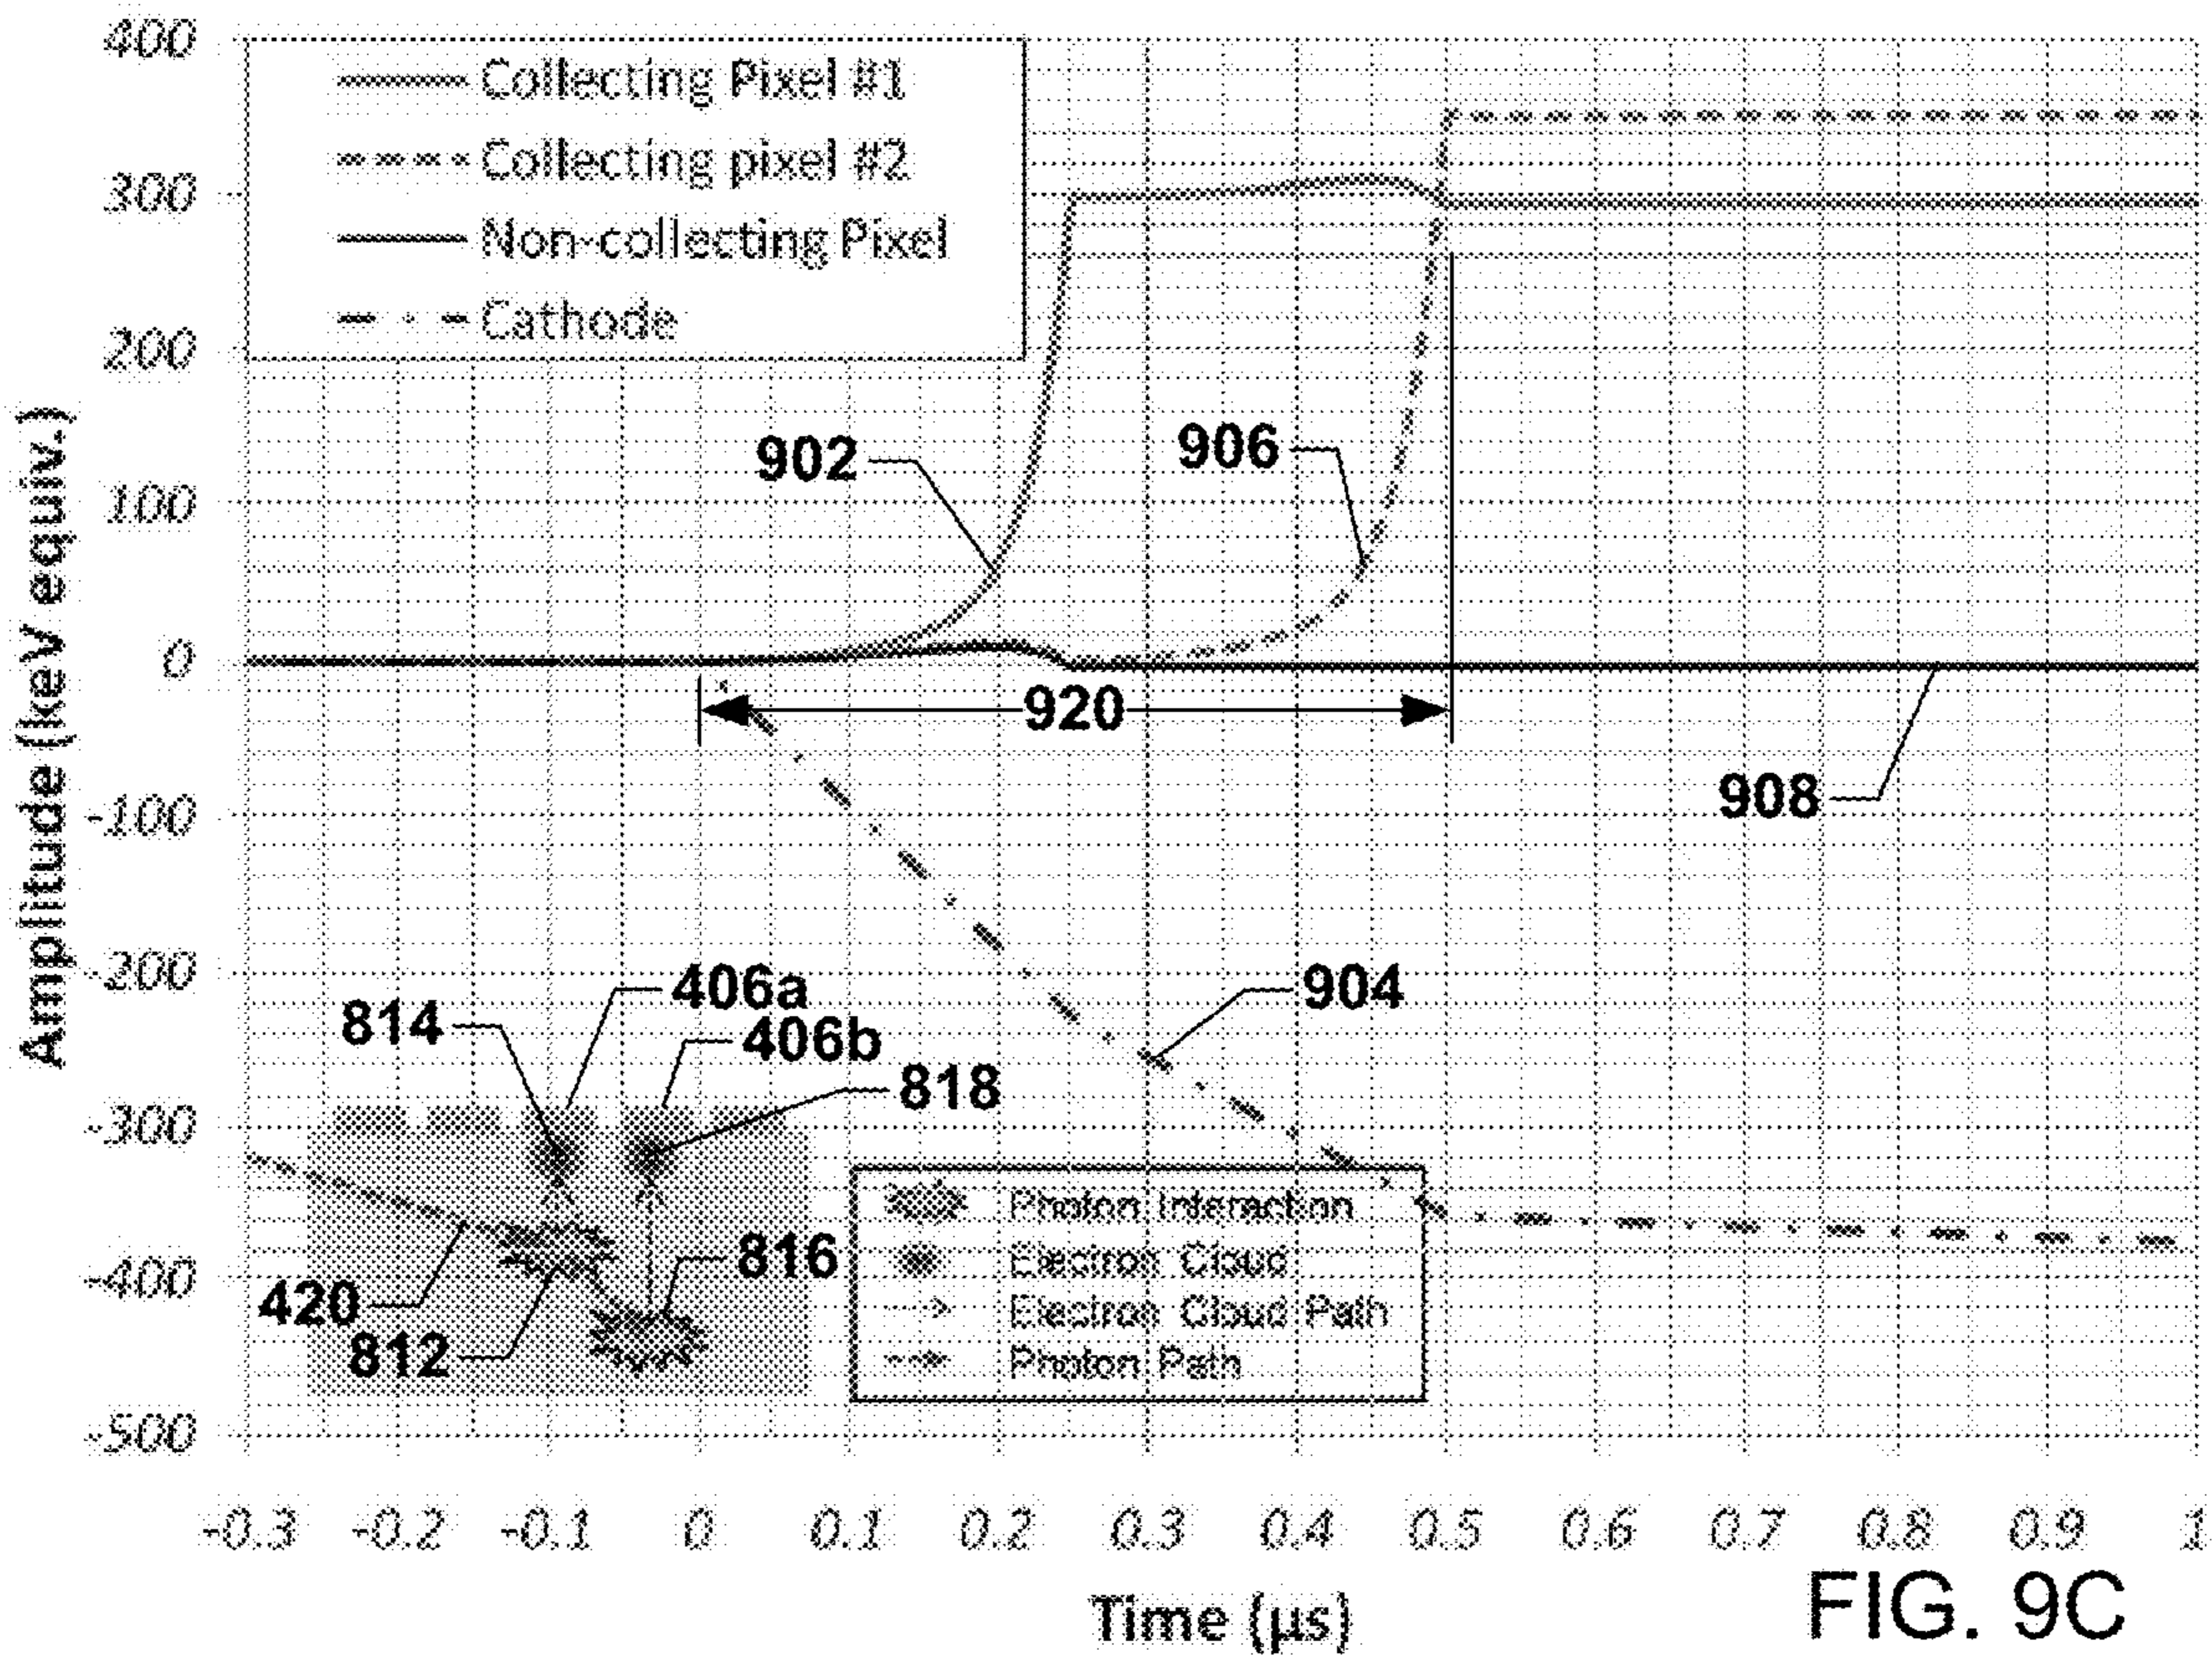 400
300
200
100
0
-100
-200
-300
-400
-500
Amplitude (keV equiv.)
Collecting Pixel #1
Collecting pixel #2
Non-collecting Pixel
Cathode
902
906
920
908
904
406a
814
406b
818
816
420
812
Photon Interaction
Electron Cloud
Electron Cloud Path
Photon Path
-0.3 -0.2 -0.1 0 0.1 0.2 0.3 0.4 0.5 0.6 0.7 0.8 0.9 1
Time (µs)
FIG. 9C